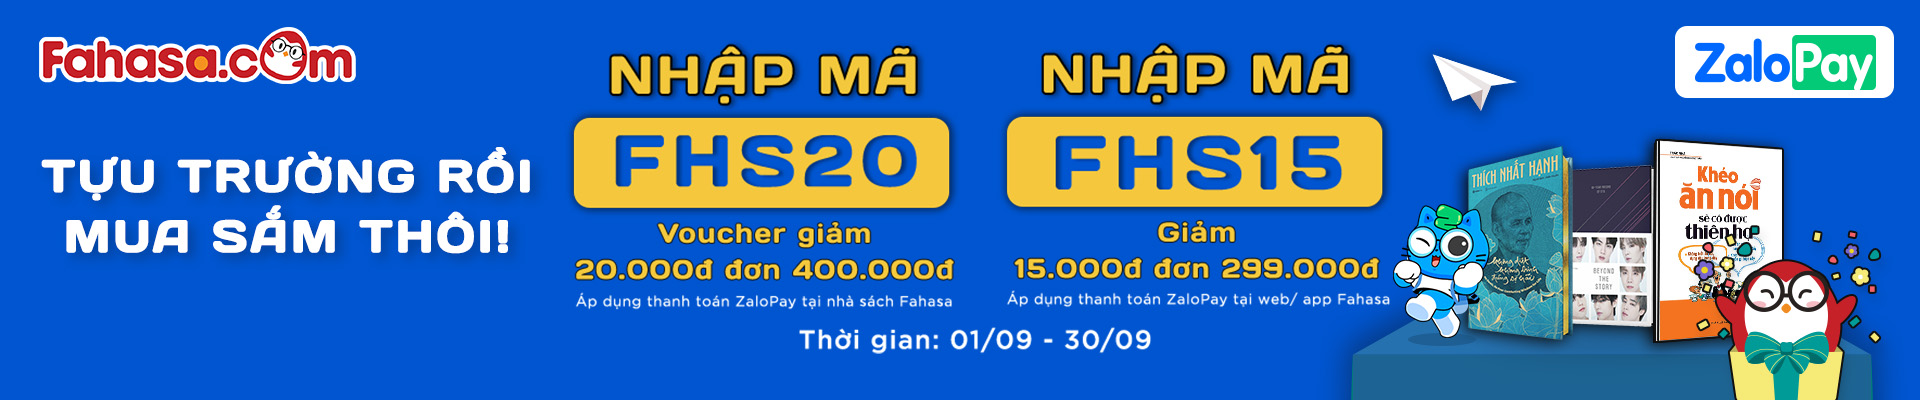 Fahasa.com
TỰU TRƯỜNG RỒI
MUA SẮM THÔI!
NHẬP MÃ
FHS20
Voucher giảm
20.000đ đơn 400.000đ
Áp dụng thanh toán ZaloPay tại nhà sách Fahasa
NHẬP MÃ
FHS15
Giảm
15.000đ đơn 299.000đ
Áp dụng thanh toán ZaloPay tại web/ app Fahasa
Thời gian: 01/09 - 30/09
ZaloPay
THÍCH NHẤT HẠNH
BEYOND
THE
STORY
Khéo
ăn nói
sẽ có được
thiên hạ